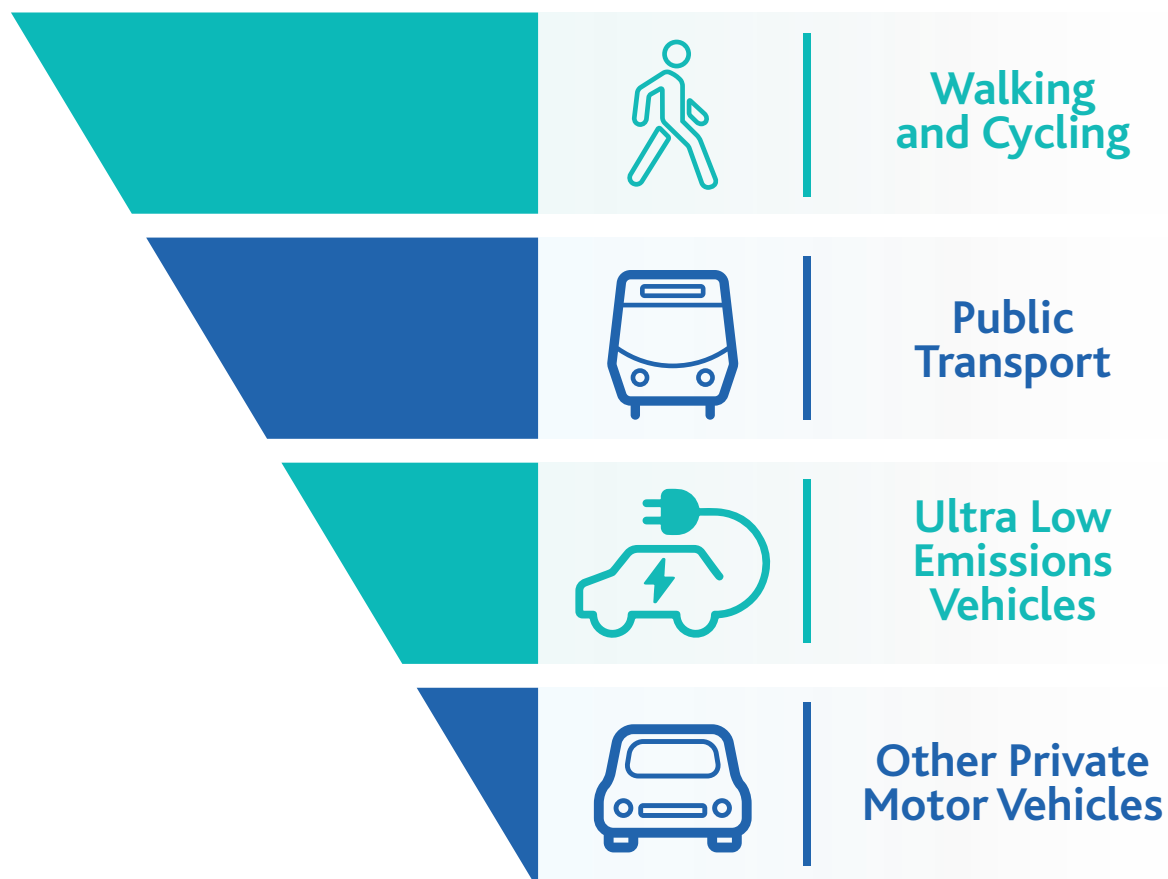 Walking
and Cycling
Public
Transport
Ultra Low
Emissions
Vehicles
Other Private
Motor Vehicles